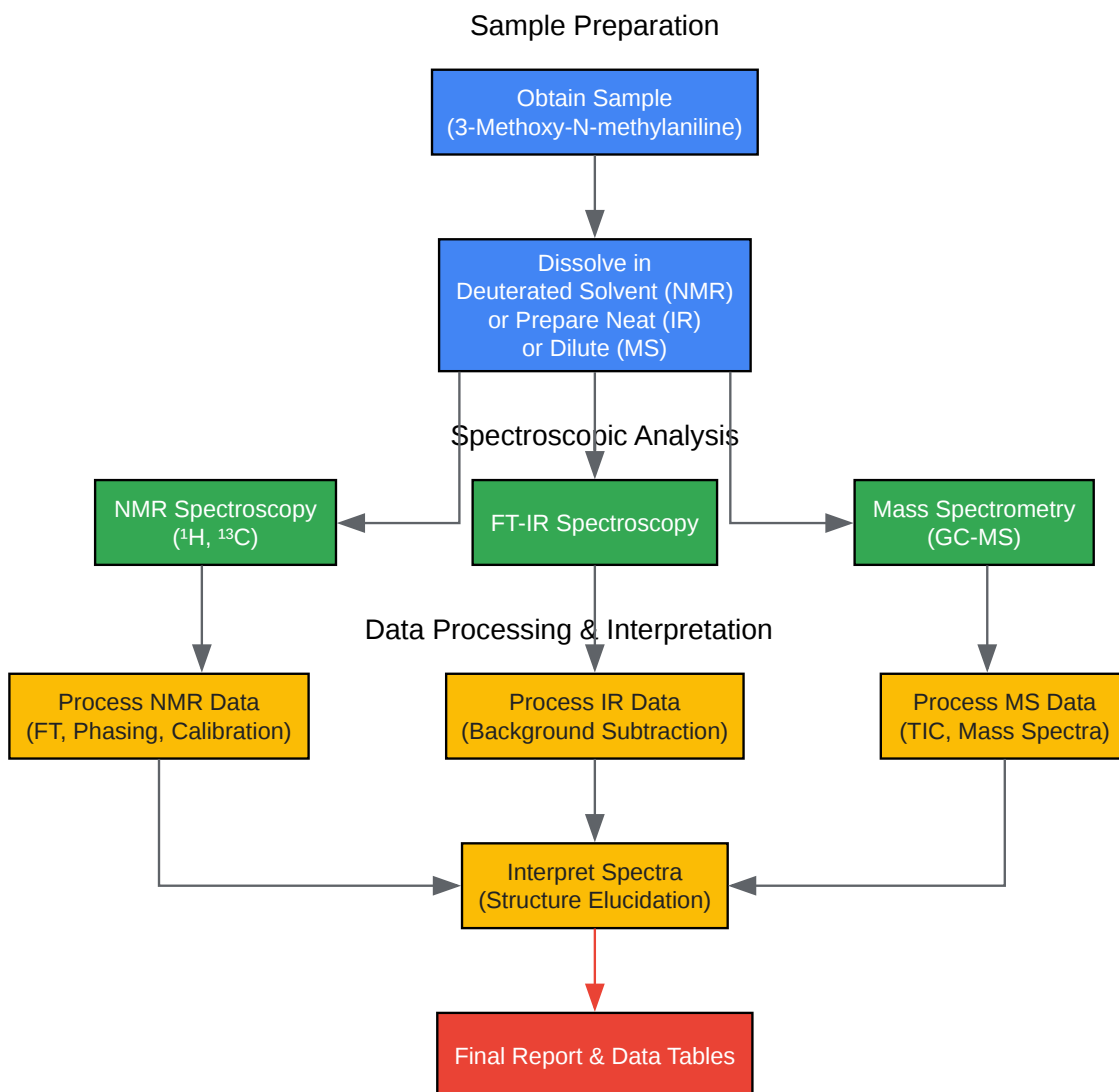 Sample Preparation
Obtain Sample
(3-Methoxy-N-methylaniline)
Dissolve in
Deuterated Solvent (NMR)
or Prepare Neat (IR)
or Dilute (MS)
Spectroscopic Analysis
NMR Spectroscopy
(¹H, ¹³C)
FT-IR Spectroscopy
Mass Spectrometry
(GC-MS)
Data Processing & Interpretation
Process NMR Data
(FT, Phasing, Calibration)
Process IR Data
(Background Subtraction)
Process MS Data
(TIC, Mass Spectra)
Interpret Spectra
(Structure Elucidation)
Final Report & Data Tables